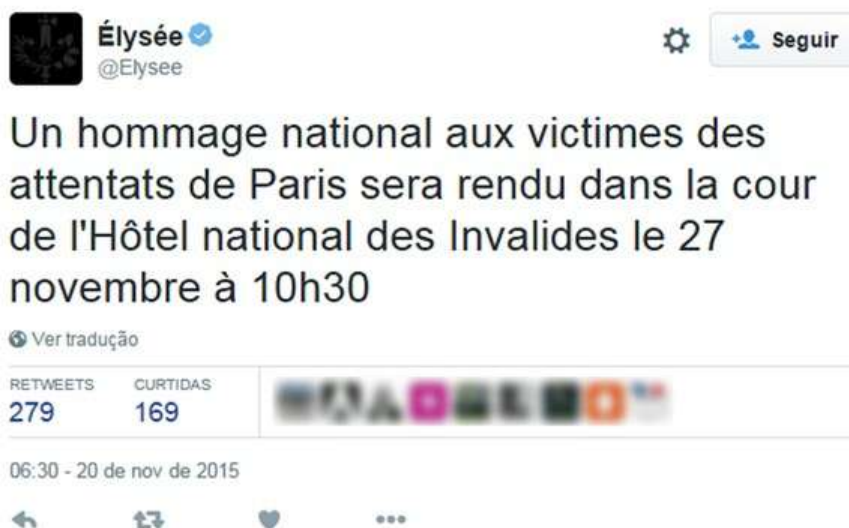 Élysée
@Elysee
Seguir
Un hommage national aux victimes des
attentats de Paris sera rendu dans la cour
de l'Hôtel national des Invalides le 27
novembre à 10h30
Ver tradução
RETWEETS CURTIDAS
279 169
06:30 - 20 de nov de 2015